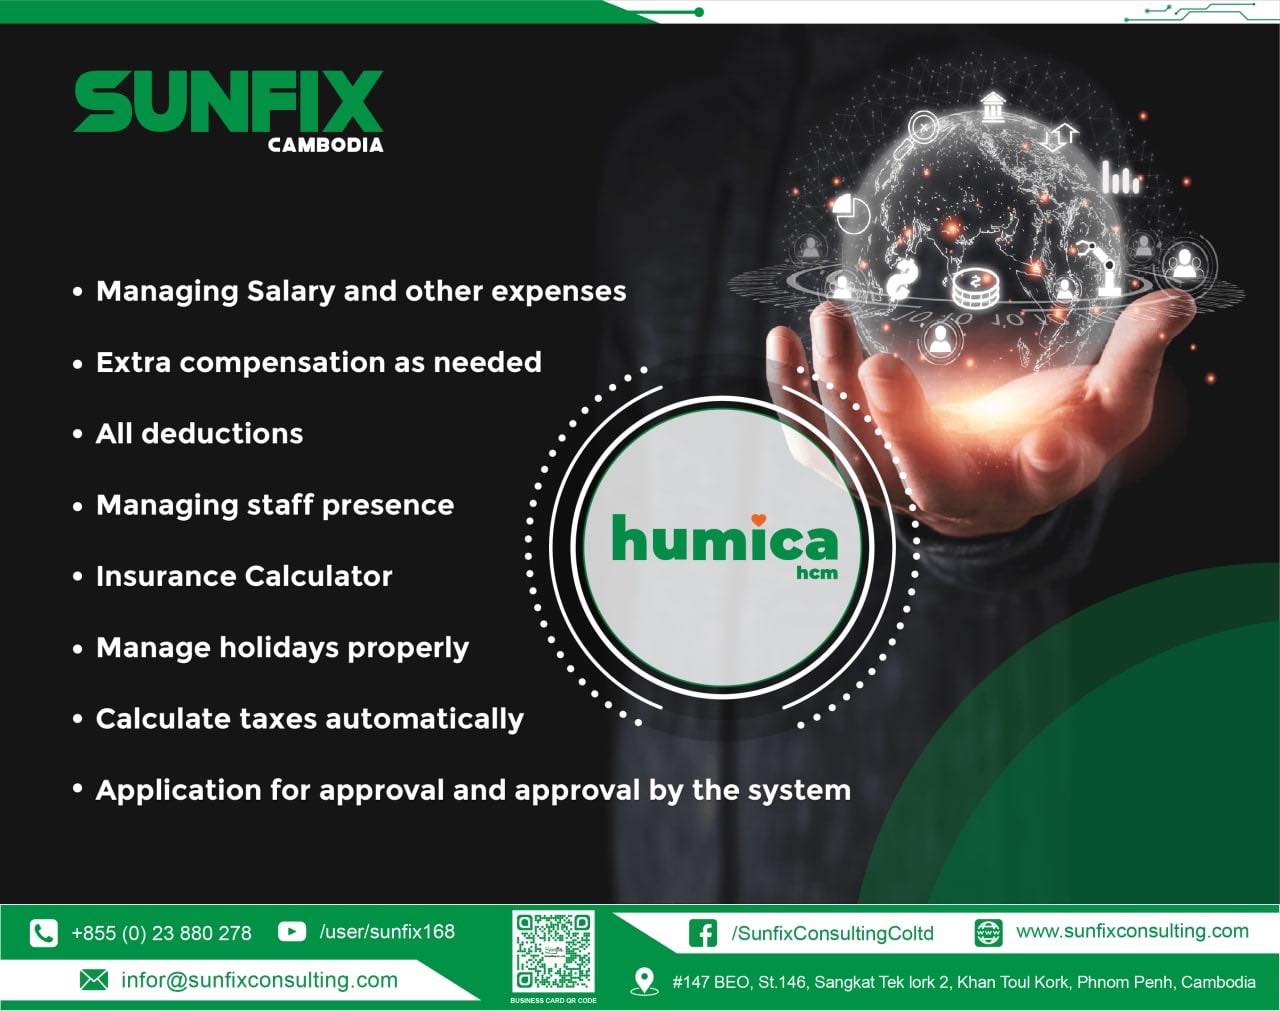 SUNFIX
CAMBODIA
• Managing Salary and other expenses
• Extra compensation as needed
• All deductions
• Managing staff presence
• Insurance Calculator
• Manage holidays properly
• Calculate taxes automatically
• Application for approval and approval by the system
humica
hcm
+855 (0) 23 880 278
/user/sunfix168
infor@sunfixconsulting.com
BUSINESS CARD QR CODE
/SunfixConsultingColtd
www.sunfixconsulting.com
#147 BEO, St.146, Sangkat Tek lork 2, Khan Toul Kork, Phnom Penh, Cambodia